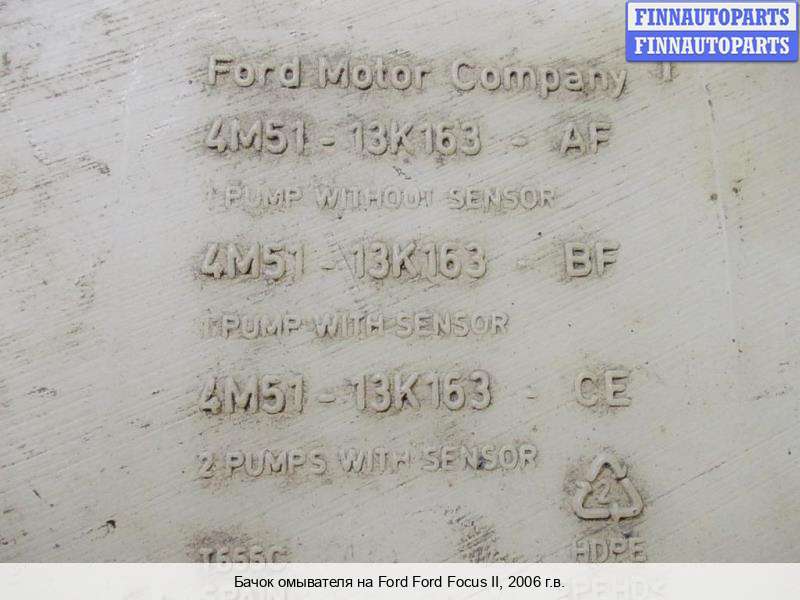 FINNAUTOPARTS
FINNAUTOPARTS
Ford Motor Company
4M51 - 13K163 - AF
1 PUMP WITHOUT SENSOR
4M51 - 13K163 - BF
1 PUMP WITH SENSOR
4M51 - 13K163 - CE
2 PUMPS WITH SENSOR
2
HDPE
Бачок омывателя на Ford Ford Focus II, 2006 г.в.